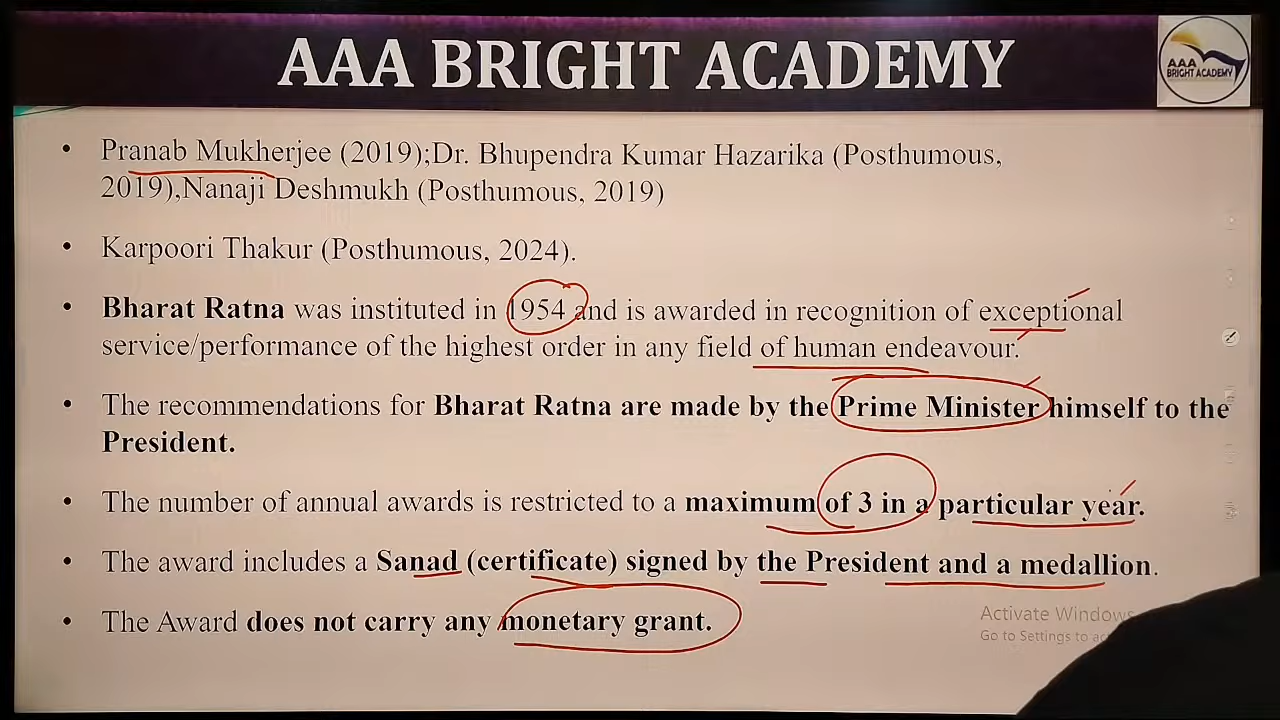 AAA BRIGHT ACADEMY
AAA
BRIGHT ACADEMY
• Pranab Mukherjee (2019);Dr. Bhupendra Kumar Hazarika (Posthumous,
2019),Nanaji Deshmukh (Posthumous, 2019)
• Karpoori Thakur (Posthumous, 2024).
• Bharat Ratna was instituted in 1954 and is awarded in recognition of exceptional
service/performance of the highest order in any field of human endeavour.
• The recommendations for Bharat Ratna are made by the Prime Minister himself to the
President.
• The number of annual awards is restricted to a maximum of 3 in a particular year.
• The award includes a Sanad (certificate) signed by the President and a medallion.
• The Award does not carry any monetary grant.
Activate Windows
Go to Settings to